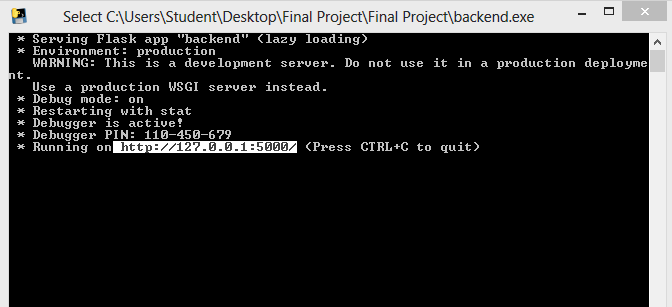 Select C:\Users\Student\Desktop\Final Project\Final Project\backend.exe
* Serving Flask app "backend" (lazy loading)
* Environment: production
WARNING: This is a development server. Do not use it in a production deployme
nt.
Use a production WSGI server instead.
* Debug mode: on
* Restarting with stat
* Debugger is active!
* Debugger PIN: 110-450-679
* Running on http://127.0.0.1:5000/ (Press CTRL+C to quit)